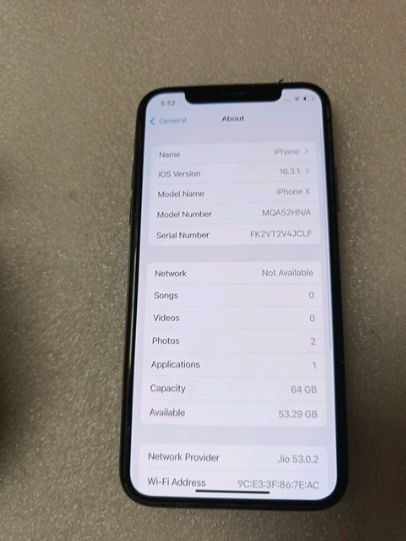 5:52
General
About
Name iPhone
iOS Version 16.3.1
Model Name iPhone X
Model Number MQA52HN/A
Serial Number FK2VT2V4JCLF
Network Not Available
Songs 0
Videos 0
Photos 2
Applications 1
Capacity 64 GB
Available 53.29 GB
Network Provider Jio 53.0.2
Wi-Fi Address 9C:E3:3F:86:7E:AC